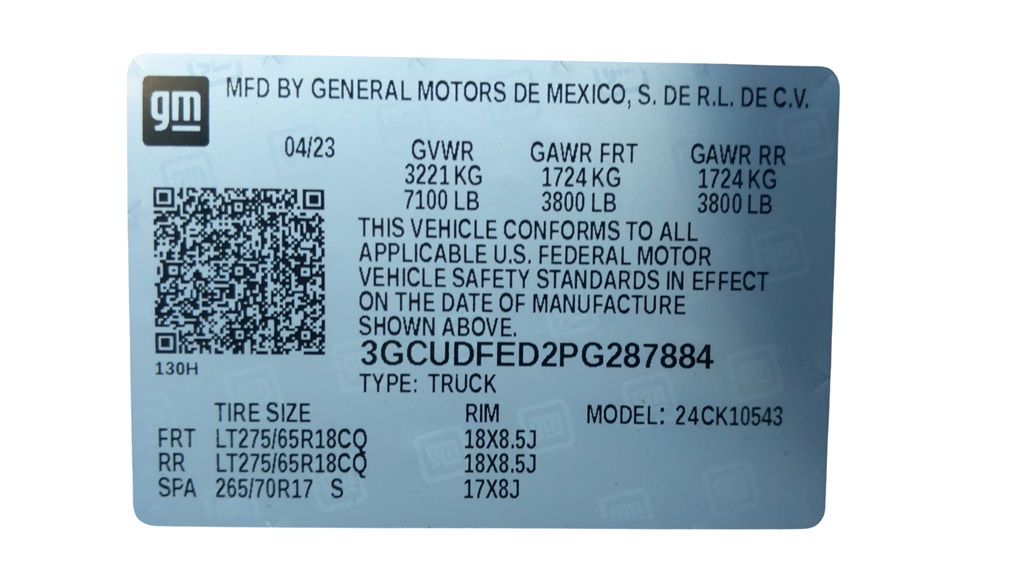 gm
MFD BY GENERAL MOTORS DE MEXICO, S. DE R.L. DE C.V.
04/23 GVWR GAWR FRT GAWR RR
3221 KG 1724 KG 1724 KG
7100 LB 3800 LB 3800 LB
THIS VEHICLE CONFORMS TO ALL
APPLICABLE U.S. FEDERAL MOTOR
VEHICLE SAFETY STANDARDS IN EFFECT
ON THE DATE OF MANUFACTURE
SHOWN ABOVE.
3GCUDFED2PG287884
130H
TYPE: TRUCK
TIRE SIZE RIM MODEL: 24CK10543
FRT LT275/65R18CQ 18X8.5J
RR LT275/65R18CQ 18X8.5J
SPA 265/70R17 S 17X8J